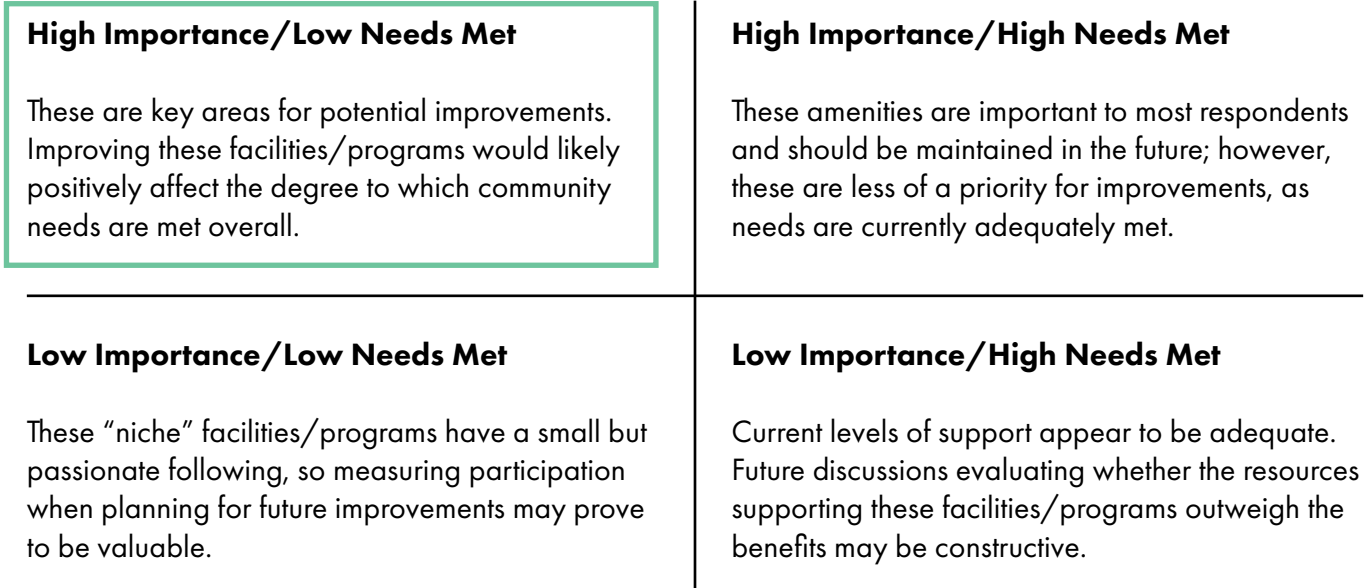 High Importance/Low Needs Met
These are key areas for potential improvements.
Improving these facilities/programs would likely
positively affect the degree to which community
needs are met overall.
High Importance/High Needs Met
These amenities are important to most respondents
and should be maintained in the future; however,
these are less of a priority for improvements, as
needs are currently adequately met.
Low Importance/Low Needs Met
These “niche” facilities/programs have a small but
passionate following, so measuring participation
when planning for future improvements may prove
to be valuable.
Low Importance/High Needs Met
Current levels of support appear to be adequate.
Future discussions evaluating whether the resources
supporting these facilities/programs outweigh the
benefits may be constructive.